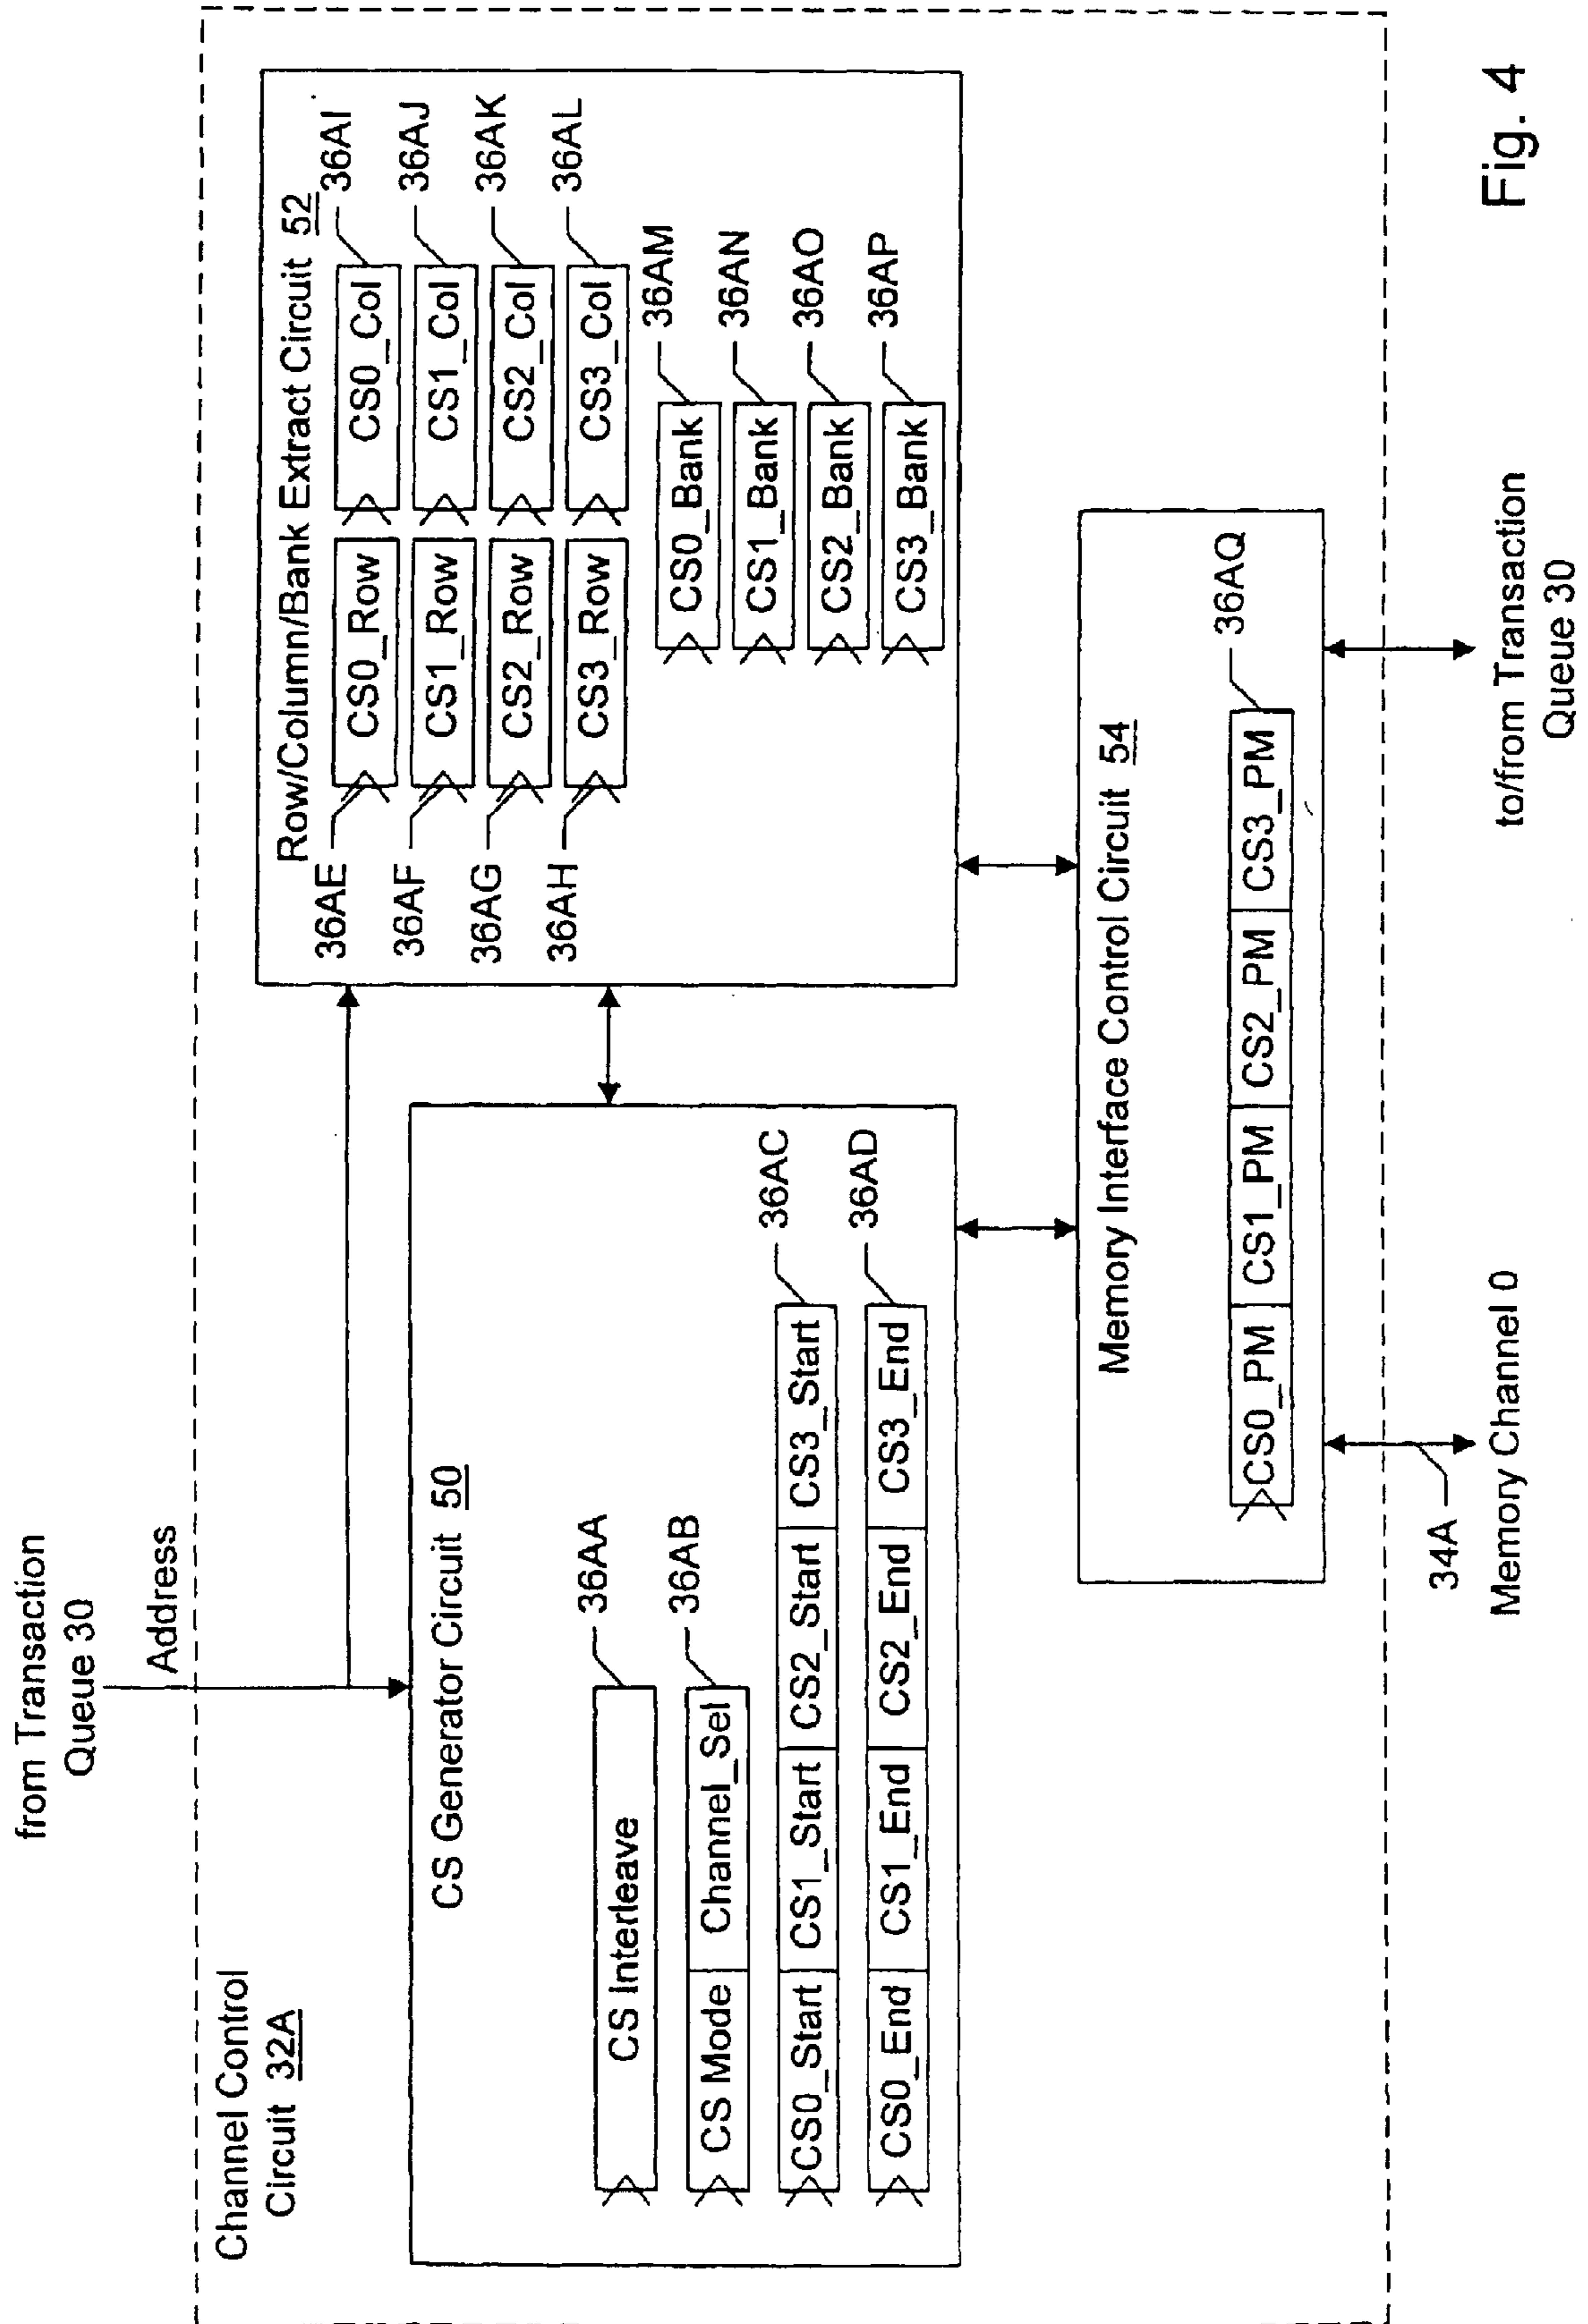 from Transaction
Queue 30
Address
Channel Control
Circuit 32A
CS Generator Circuit 50
CS Interleave
36AA
CS Mode
Channel_Sel
36AB
CS0_Start
CS1_Start
CS2_Start
CS3_Start
36AC
CS0_End
CS1_End
CS2_End
CS3_End
36AD
Row/Column/Bank Extract Circuit 52
36AE
CS0_Row
CS0_Col
36AI
36AF
CS1_Row
CS1_Col
36AJ
36AG
CS2_Row
CS2_Col
36AK
36AH
CS3_Row
CS3_Col
36AL
CS0_Bank
36AM
CS1_Bank
36AN
CS2_Bank
36AO
CS3_Bank
36AP
Memory Interface Control Circuit 54
CS0_PM
CS1_PM
CS2_PM
CS3_PM
36AQ
34A
Memory Channel 0
to/from Transaction
Queue 30
Fig. 4